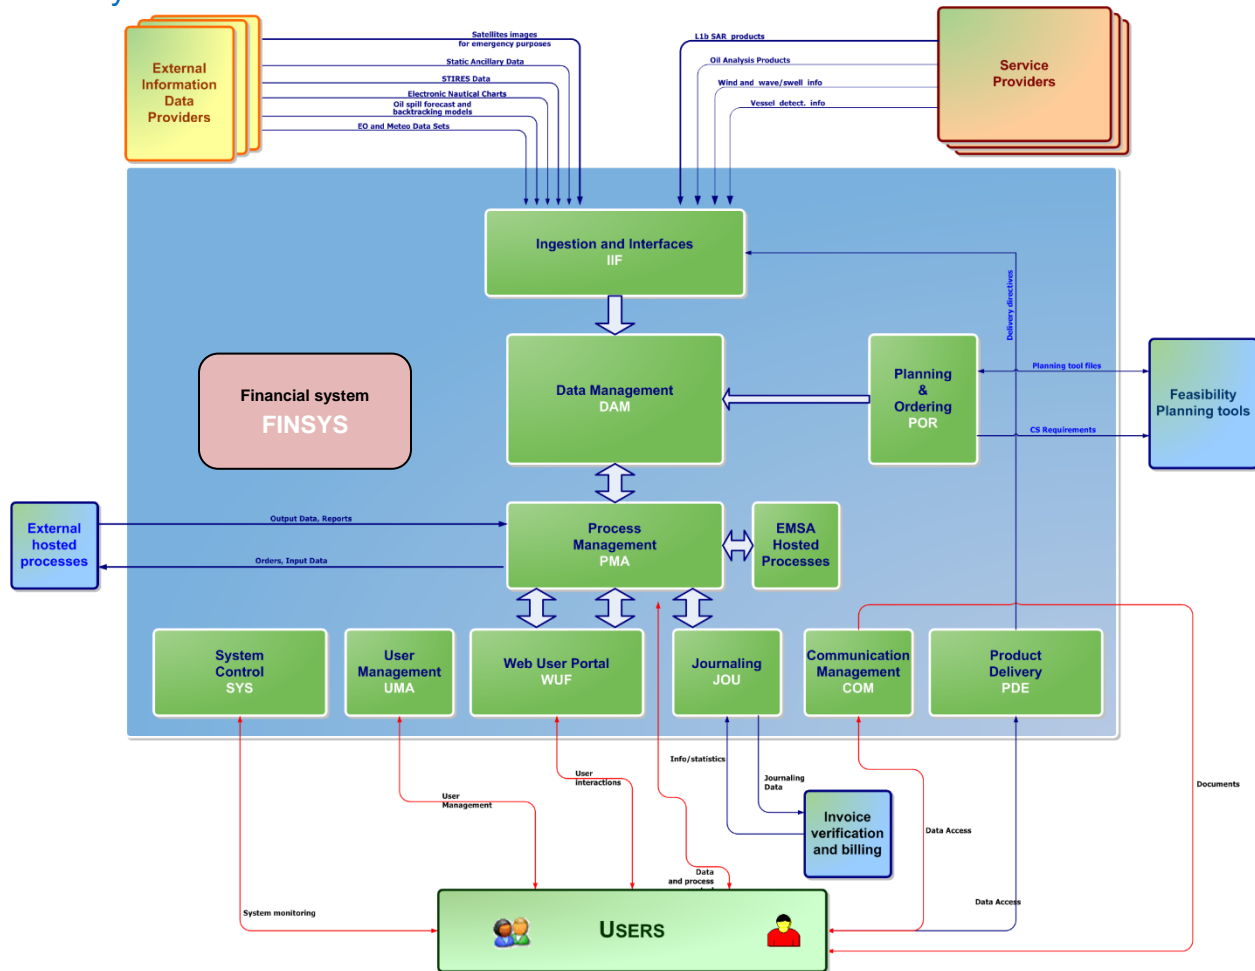 Satellites images
for emergency purposes
Static Ancillary Data
STIRES Data
Electronic Nautical Charts
Oil spill forecast and
backtracking models
EO and Meteo Data Sets
External
Information
Data
Providers
L1b SAR products
Oil Analysis Products
Wind and wave/swell info
Vessel detect. info
Service
Providers
Ingestion and Interfaces
IIF
Delivery directives
Financial system
FINSYS
Data Management
DAM
Planning
&
Ordering
POR
Planning tool files
CS Requirements
Feasibility
Planning tools
External
hosted
processes
Output Data, Reports
Orders, Input Data
Process
Management
PMA
EMSA
Hosted
Processes
System
Control
SYS
User
Management
UMA
Web User Portal
WUF
Journaling
JOU
Communication
Management
COM
Product
Delivery
PDE
User
Management
User
interactions
Info/statistics
Journaling
Data
Invoice
verification
and billing
Documents
Data Access
Data
and process
Data Access
System monitoring
USERS